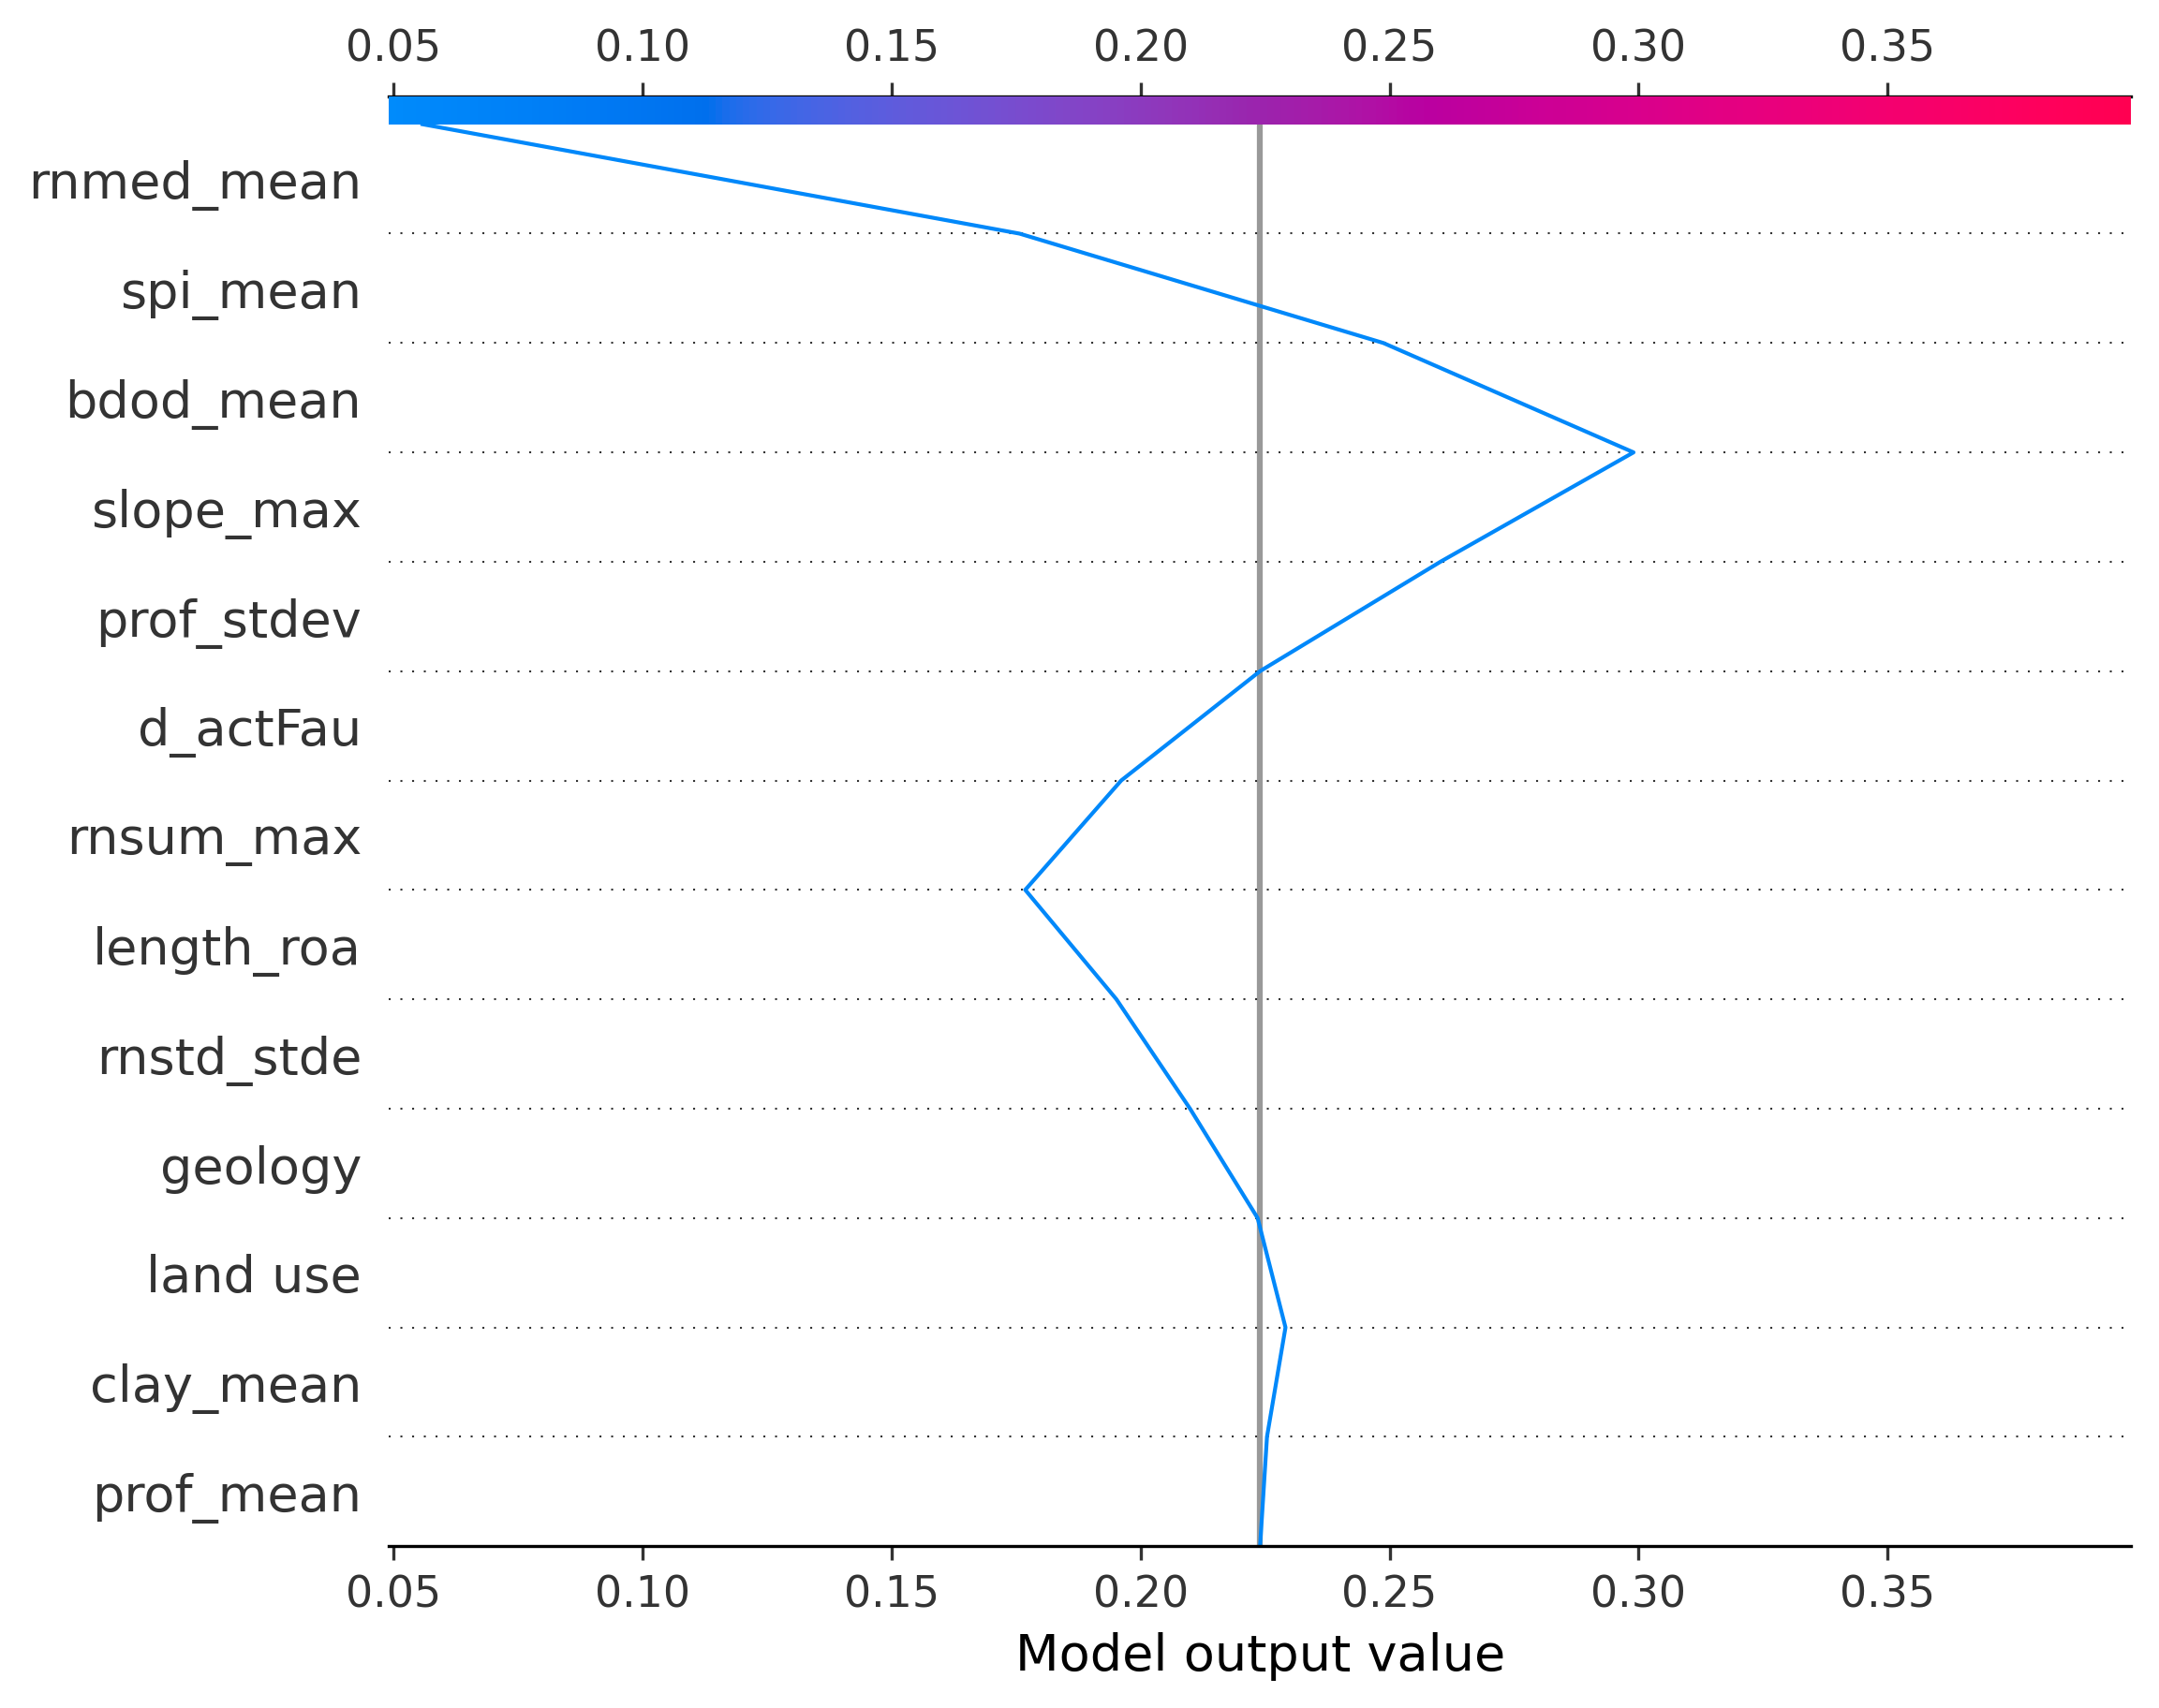 0.05 0.10 0.15 0.20 0.25 0.30 0.35
rnmed_mean
spi_mean
bdod_mean
slope_max
prof_stdev
d_actFau
rnsum_max
length_roa
rnstd_stde
geology
land use
clay_mean
prof_mean
0.05 0.10 0.15 0.20 0.25 0.30 0.35
Model output value